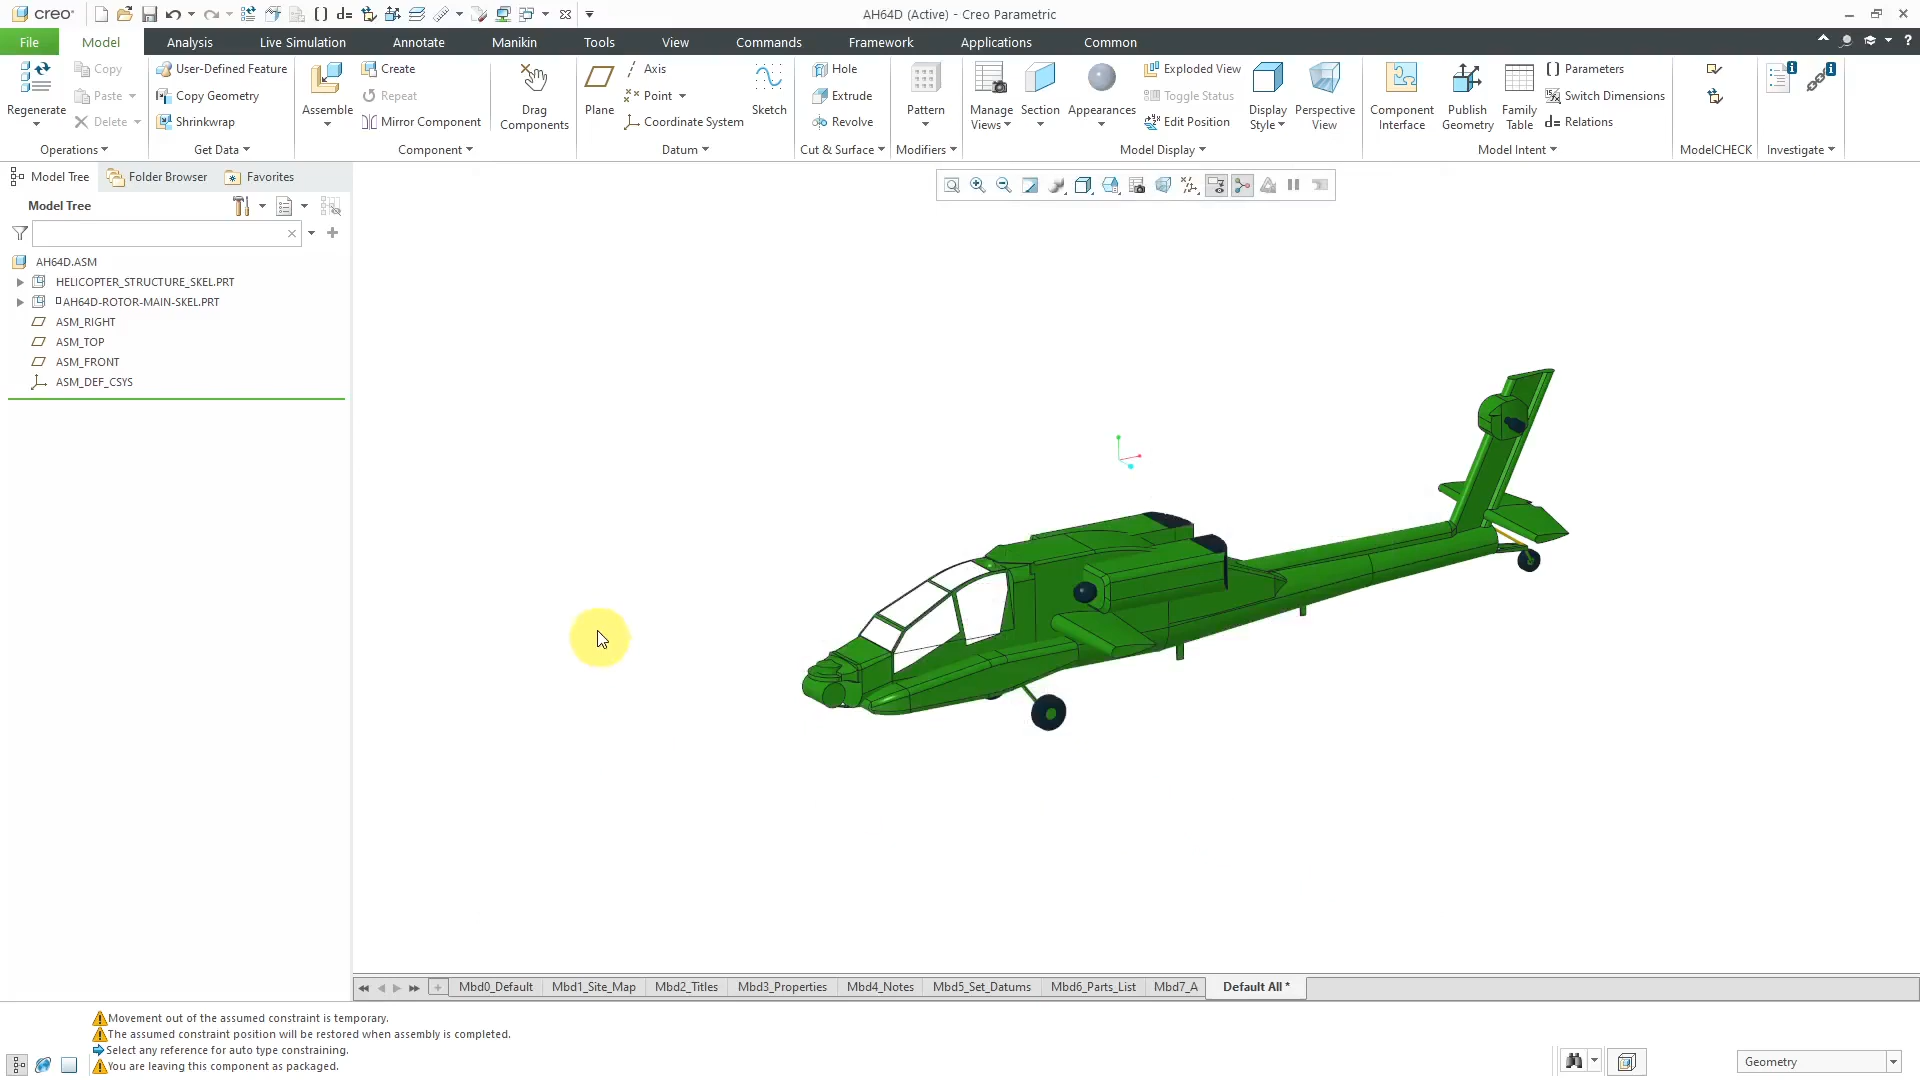 creo
d=
AH64D (Active) - Creo Parametric
File
Model
Analysis
Live Simulation
Annotate
Manikin
Tools
View
Commands
Framework
Applications
Common
?
Regenerate
Copy
Paste
Delete
Operations
User-Defined Feature
Copy Geometry
Shrinkwrap
Get Data
Assemble
Create
Repeat
Mirror Component
Drag
Components
Component
Plane
Axis
Point
Coordinate System
Sketch
Datum
Hole
Extrude
Revolve
Cut & Surface
Pattern
Modifiers
Manage
Views
Section
Appearances
Exploded View
Toggle Status
Edit Position
Display
Style
Perspective
View
Model Display
Component
Interface
Publish
Geometry
Family
Table
Parameters
Switch Dimensions
d= Relations
Model Intent
ModelCHECK
Investigate
Model Tree
Folder Browser
Favorites
Model Tree
AH64D.ASM
HELICOPTER_STRUCTURE_SKEL.PRT
AH64D-ROTOR-MAIN-SKEL.PRT
ASM_RIGHT
ASM_TOP
ASM_FRONT
ASM_DEF_CSYS
Mbd0_Default
Mbd1_Site_Map
Mbd2_Titles
Mbd3_Properties
Mbd4_Notes
Mbd5_Set_Datums
Mbd6_Parts_List
Mbd7_A
Default All *
Movement out of the assumed constraint is temporary.
The assumed constraint position will be restored when assembly is completed.
Select any reference for auto type constraining.
You are leaving this component as packaged.
Geometry